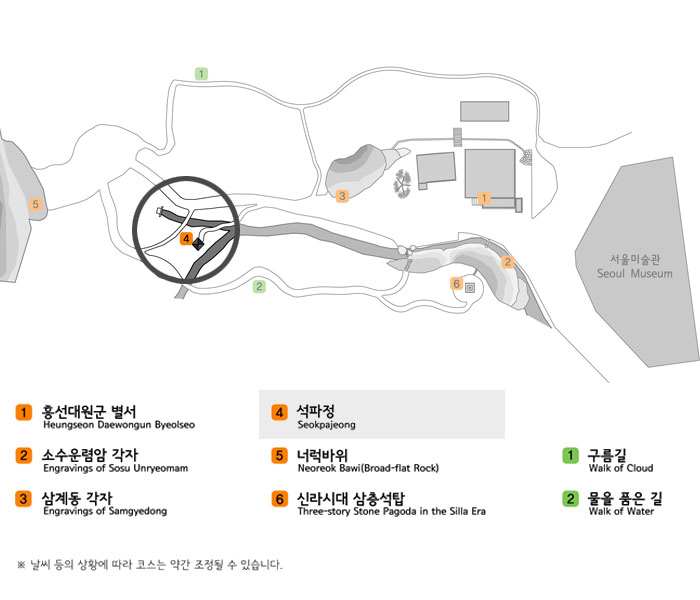 1
5
3
1
4
서울미술관
Seoul Museum
2
6
2
1 흥선대원군 별서
Heungseon Daewongun Byeolseo
4 석파정
Seokpajeong
2 소수운렴암 각자
Engravings of Sosu Unryeomam
5 너럭바위
Neoreok Bawi(Broad-flat Rock)
1 구름길
Walk of Cloud
3 삼계동 각자
Engravings of Samgyedong
6 신라시대 삼층석탑
Three-story Stone Pagoda in the Silla Era
2 물을 품은 길
Walk of Water
※ 날씨 등의 상황에 따라 코스는 약간 조정될 수 있습니다.